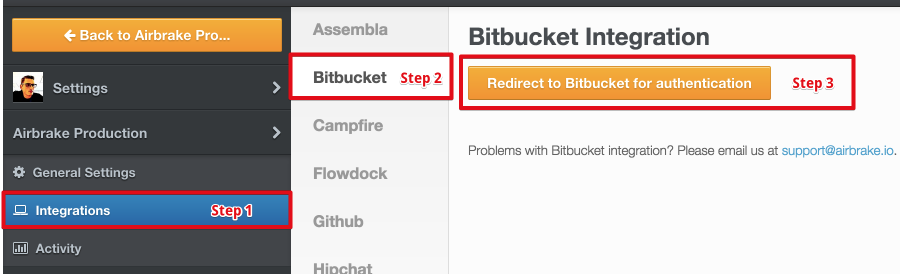 Back to Airbrake Pro...
Settings
Airbrake Production
General Settings
Integrations Step 1
Activity
Assembla
Bitbucket Step 2
Campfire
Flowdock
Github
Hipchat
Bitbucket Integration
Redirect to Bitbucket for authentication Step 3
Problems with Bitbucket integration? Please email us at support@airbrake.io.